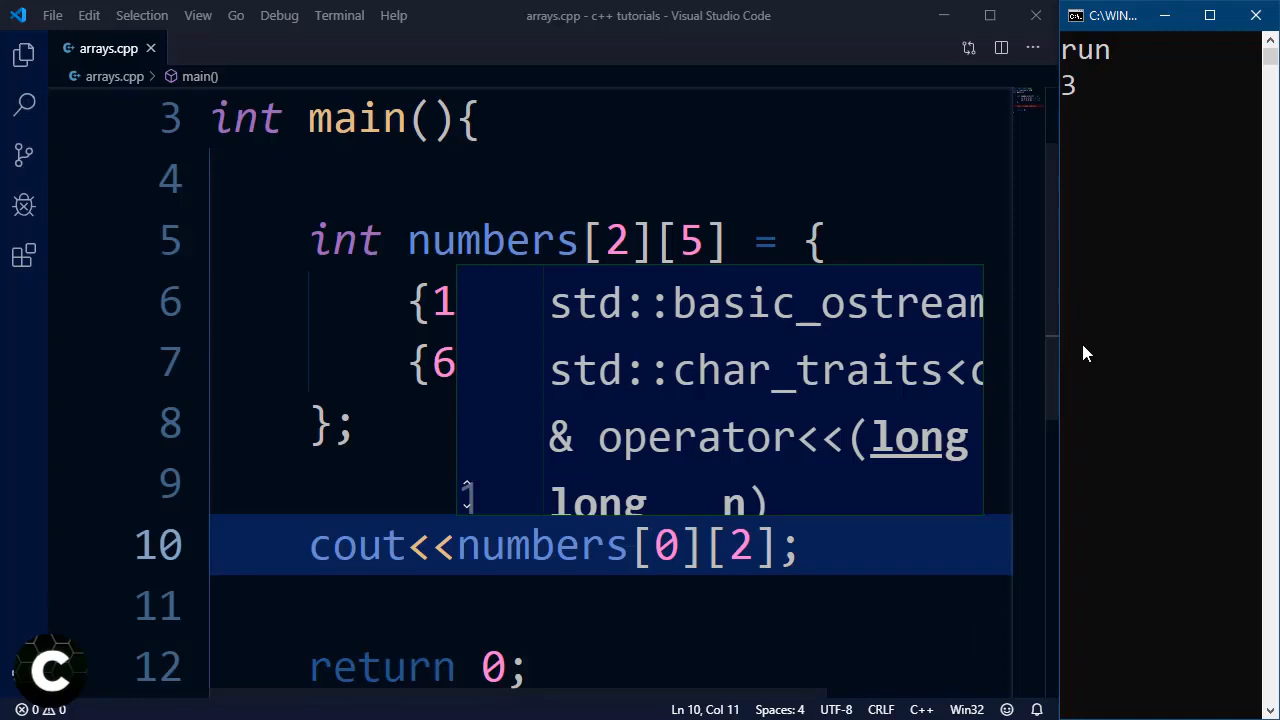 File Edit Selection View Go Debug Terminal Help
arrays.cpp - c++ tutorials - Visual Studio Code
C:\WIN...
arrays.cpp
arrays.cpp > main()
3 int main(){
4
5 int numbers[2][5] = {
6 {1
7 {6
8 };
9
10 cout<<numbers[0][2];
11
12 return 0;
std::basic_ostream
std::char_traits<c
& operator<<(long
long __n)
1
run
3
C
0 0
Ln 10, Col 11 Spaces: 4 UTF-8 CRLF C++ Win32